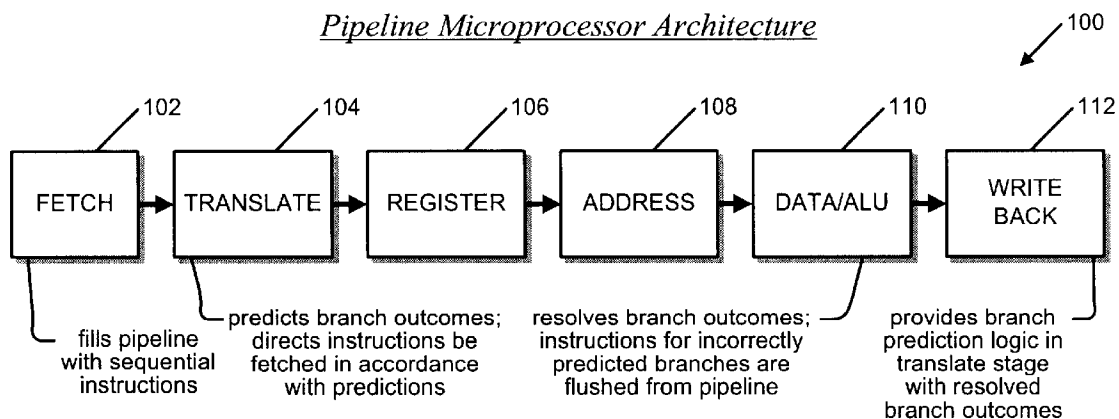 Pipeline Microprocessor Architecture
100
102
104
106
108
110
112
FETCH
TRANSLATE
REGISTER
ADDRESS
DATA/ALU
WRITE
BACK
fills pipeline
with sequential
instructions
predicts branch outcomes;
directs instructions be
fetched in accordance
with predictions
resolves branch outcomes;
instructions for incorrectly
predicted branches are
flushed from pipeline
provides branch
prediction logic in
translate stage
with resolved
branch outcomes